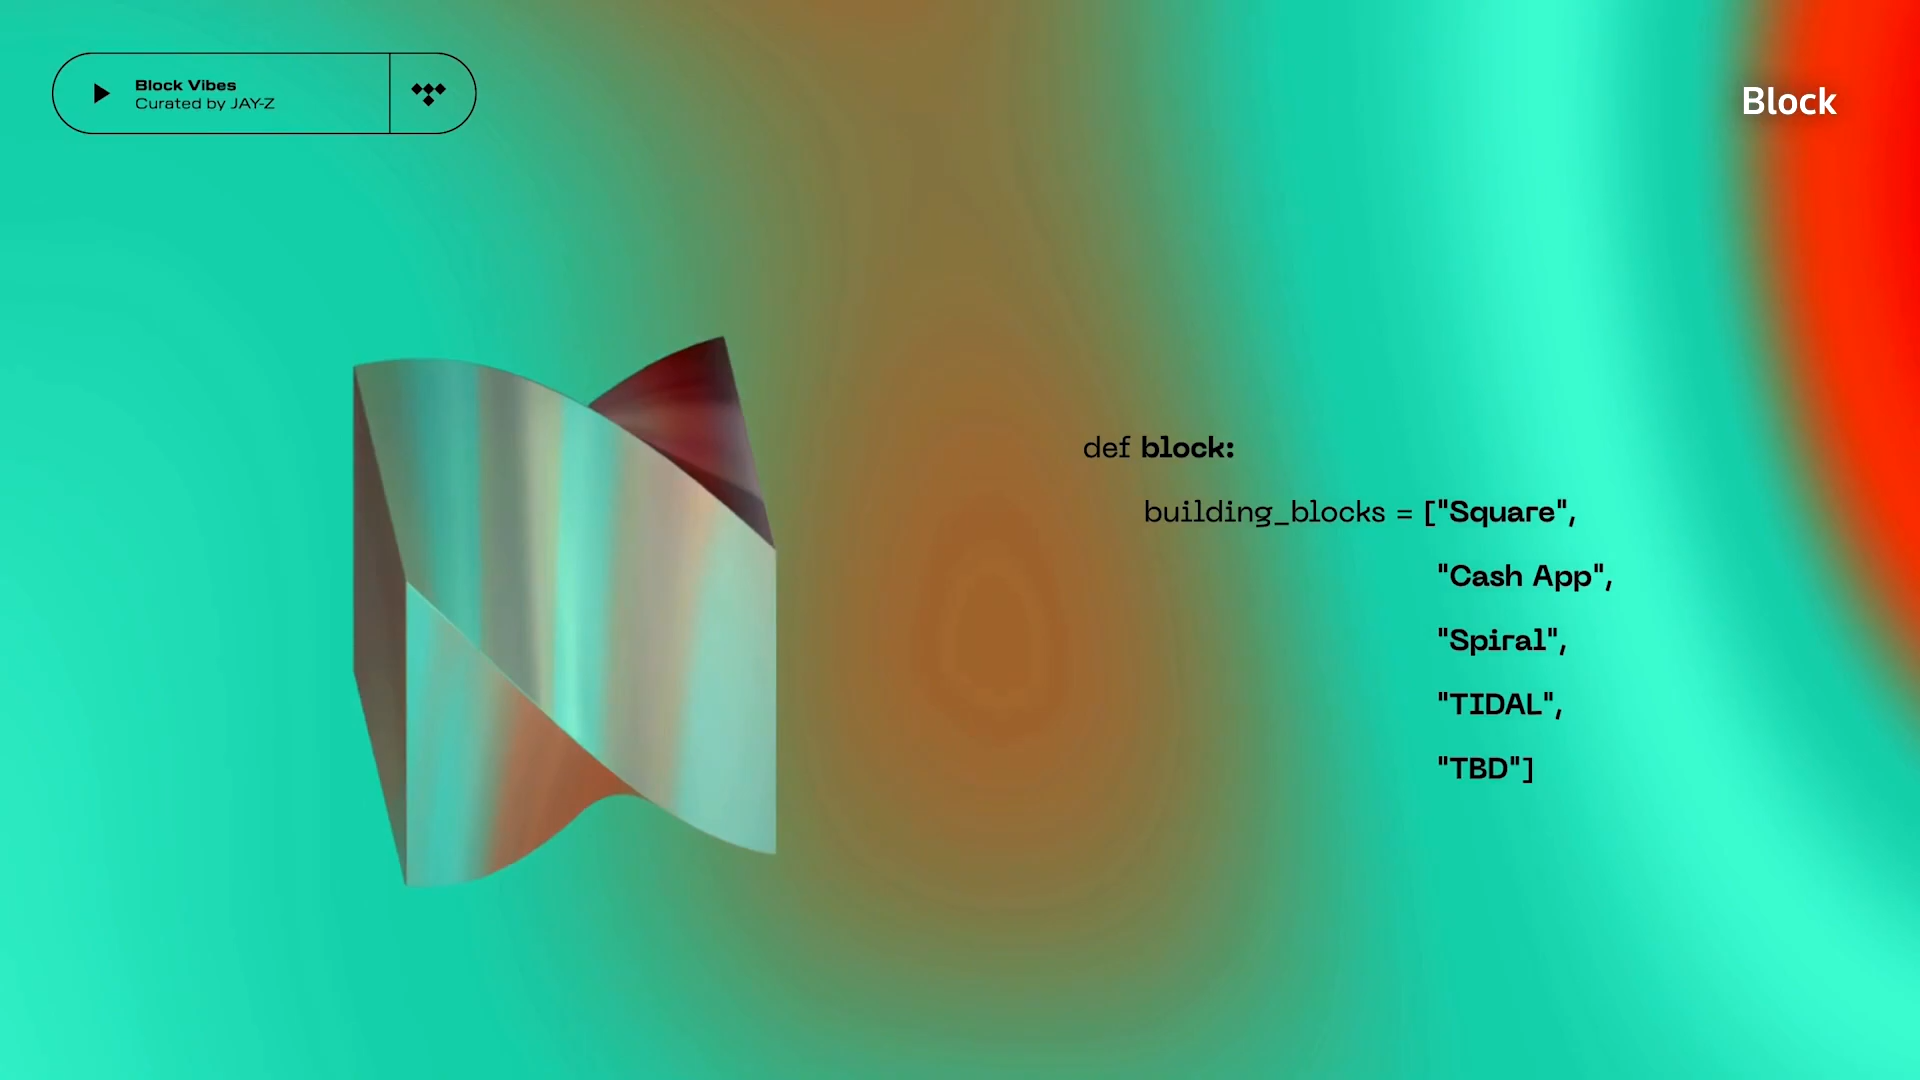 Block Vibes
Curated by JAY-Z
Block
def block:
building_blocks = ["Square",
"Cash App",
"Spiral",
"TIDAL",
"TBD"]